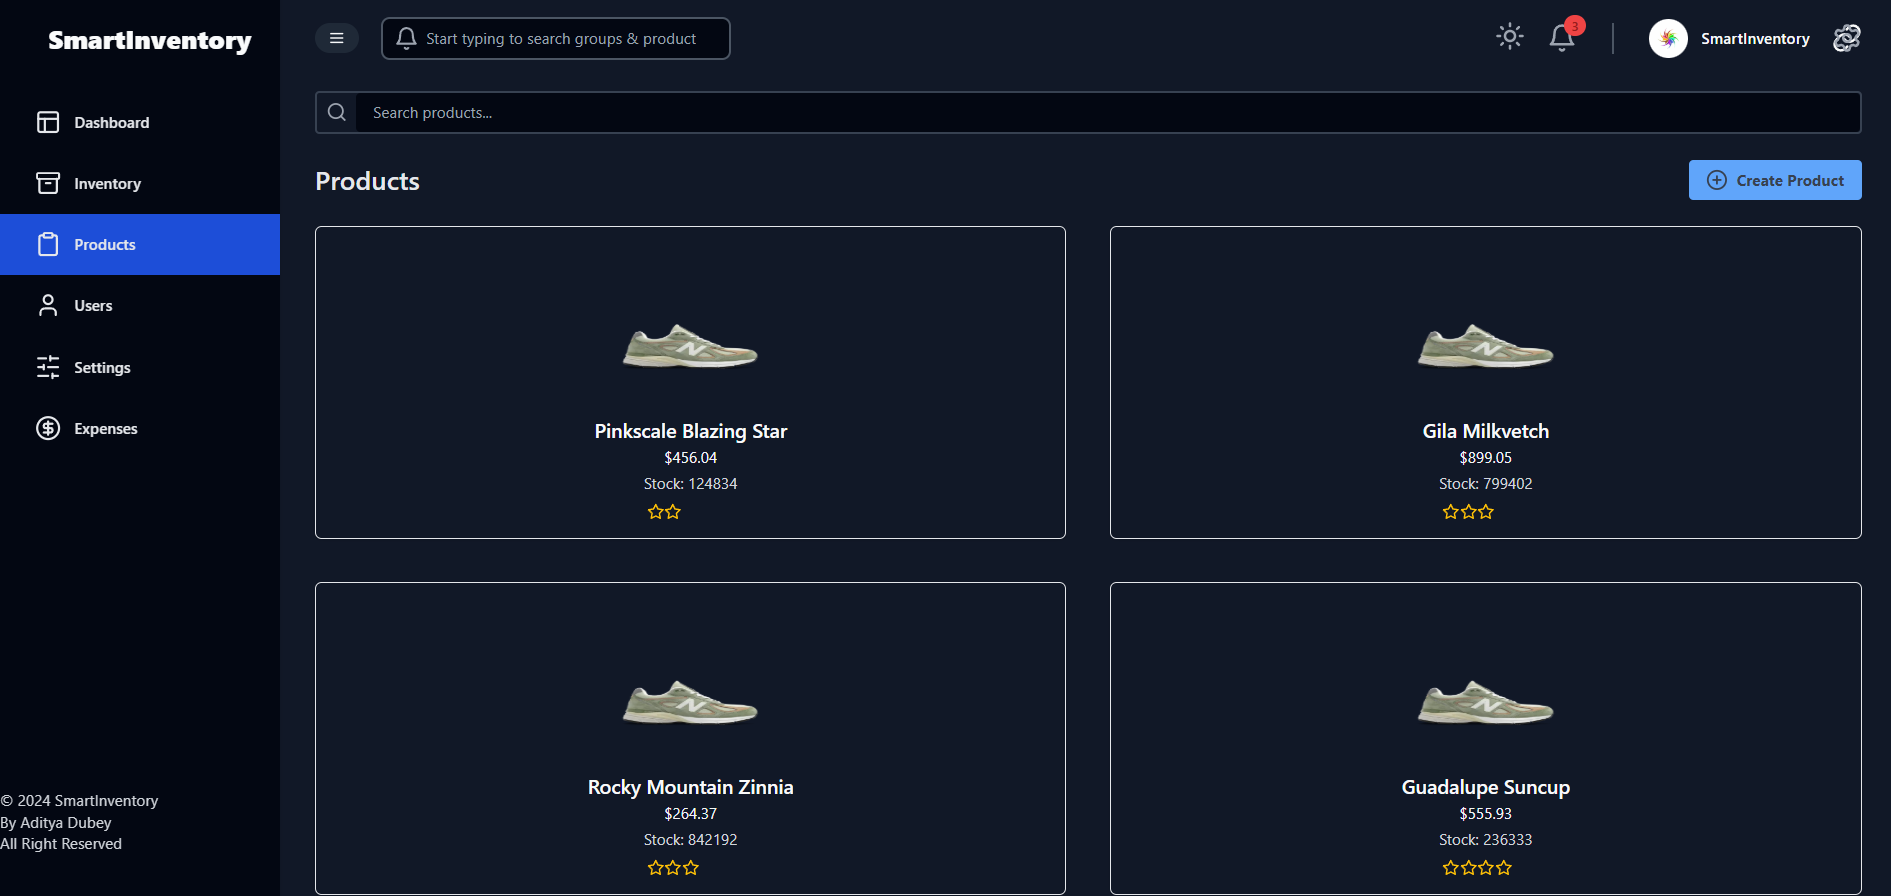 SmartInventory
Start typing to search groups & product
3
SmartInventory
Search products...
Dashboard
Inventory
Products
Users
Settings
Expenses
Products
Create Product
N
Pinkscale Blazing Star
$456.04
Stock: 124834
N
Gila Milkvetch
$899.05
Stock: 799402
N
Rocky Mountain Zinnia
$264.37
Stock: 842192
N
Guadalupe Suncup
$555.93
Stock: 236333
© 2024 SmartInventory
By Aditya Dubey
All Right Reserved